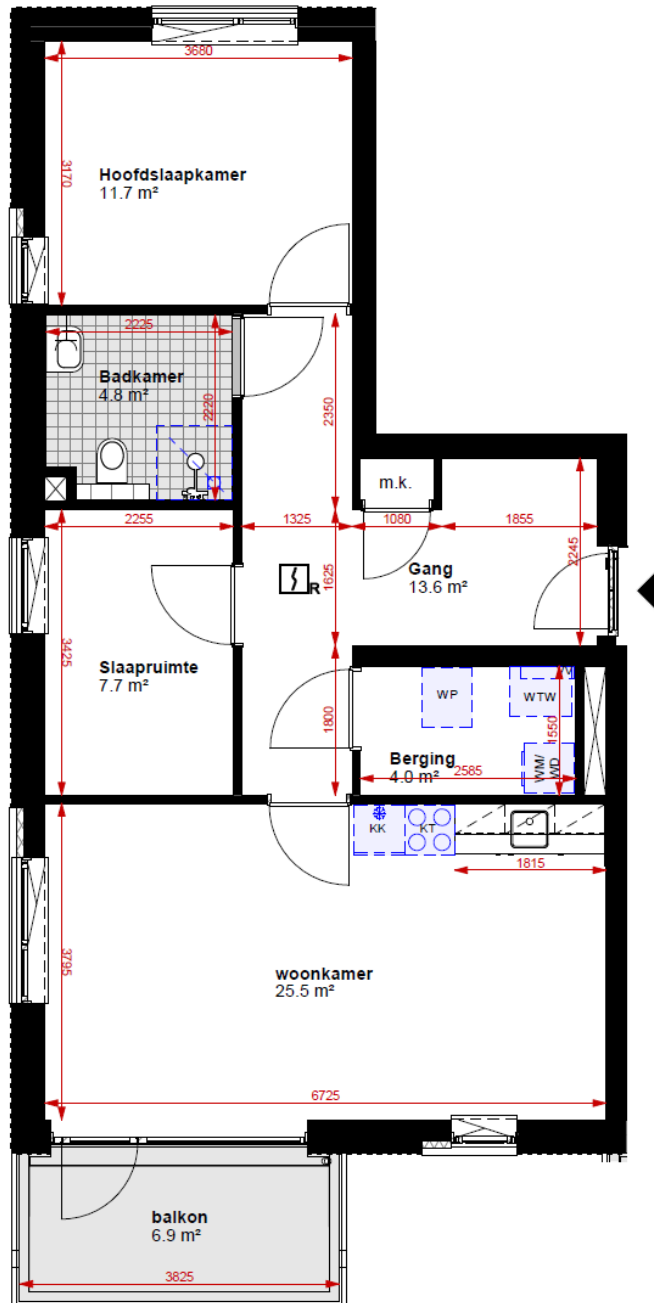 3680
3170
Hoofdslaapkamer
11.7 m²
2225
Badkamer
4.8 m²
2220
2350
m.k.
2255
1325
1080
1855
2245
Gang
13.6 m²
1625
R
3425
Slaapruimte
7.7 m²
1800
WP
WTW
1550
Berging
4.0 m²
WM/
WD
2585
KK
KT
1815
3795
woonkamer
25.5 m²
6725
balkon
6.9 m²
3825